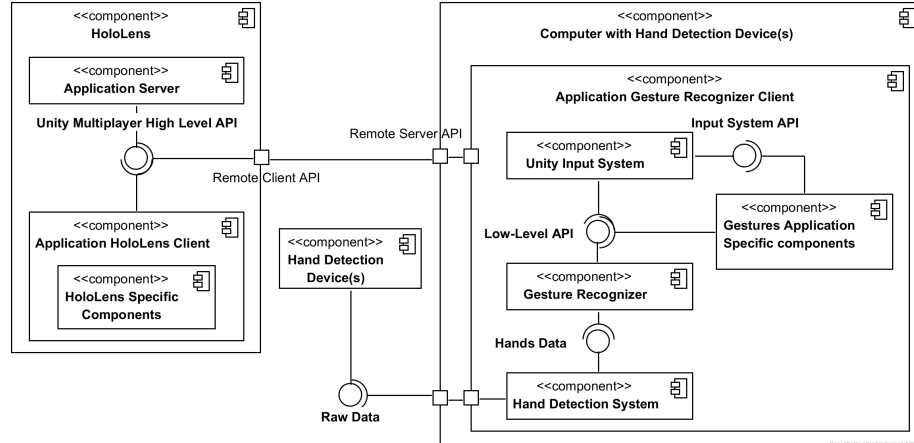 <<component>>
HoloLens
<<component>>
Application Server
Unity Multiplayer High Level API
Remote Client API
<<component>>
Application HoloLens Client
<<component>>
HoloLens Specific
Components
<<component>>
Hand Detection
Device(s)
Raw Data
Remote Server API
<<component>>
Computer with Hand Detection Device(s)
<<component>>
Application Gesture Recognizer Client
Input System API
<<component>>
Unity Input System
<<component>>
Gestures Application
Specific components
Low-Level API
<<component>>
Gesture Recognizer
Hands Data
<<component>>
Hand Detection System